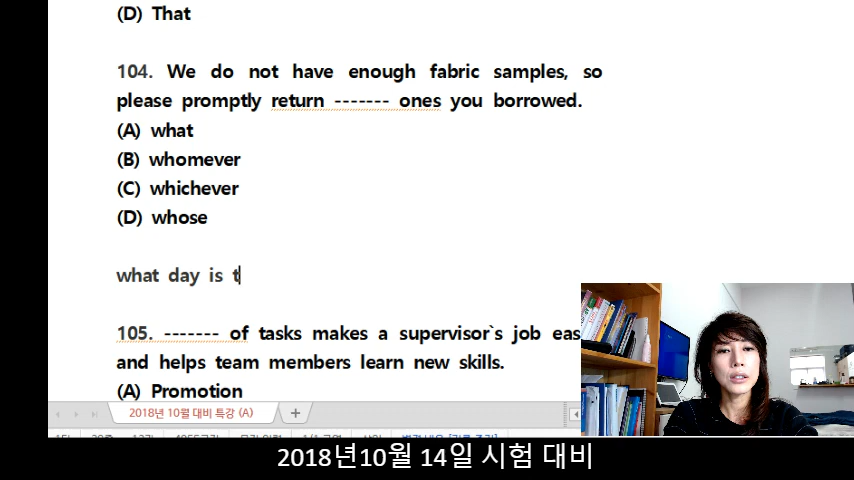 (D) That
104. We do not have enough fabric samples, so
please promptly return ------- ones you borrowed.
(A) what
(B) whomever
(C) whichever
(D) whose
what day is t
105. ------- of tasks makes a supervisor`s job eas
and helps team members learn new skills.
(A) Promotion
2018년 10월 대비 특강 (A)
2018년10월 14일 시험 대비